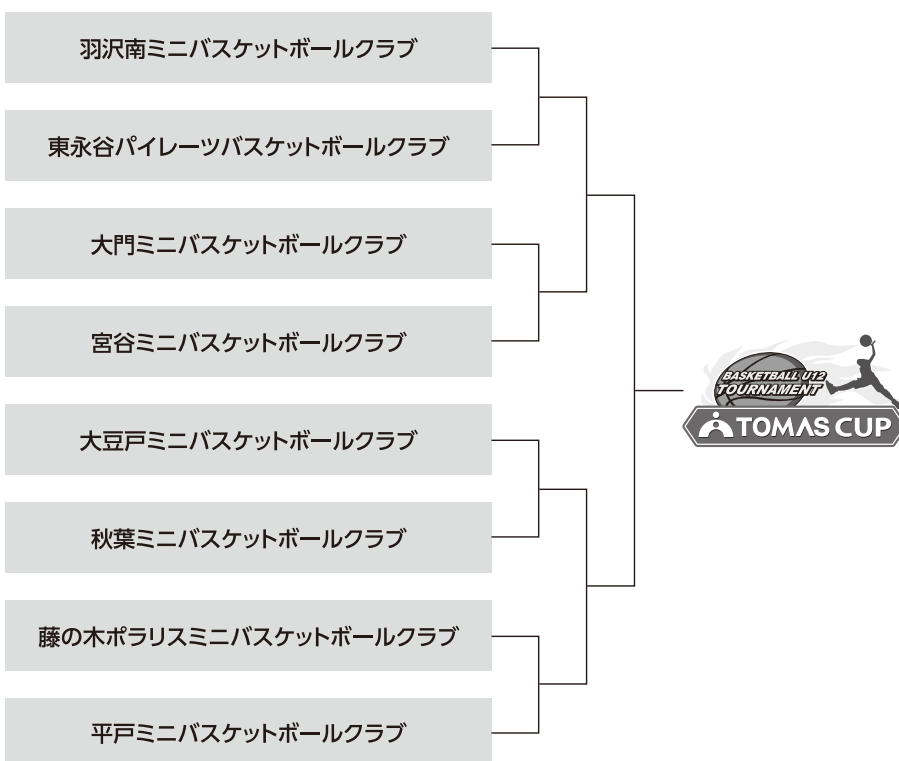 羽沢南ミニバスケットボールクラブ
東永谷パイレーツバスケットボールクラブ
大門ミニバスケットボールクラブ
宮谷ミニバスケットボールクラブ
大豆戸ミニバスケットボールクラブ
秋葉ミニバスケットボールクラブ
藤の木ポラリスミニバスケットボールクラブ
平戸ミニバスケットボールクラブ
BASKETBALL U12
TOURNAMENT
TOMAS CUP